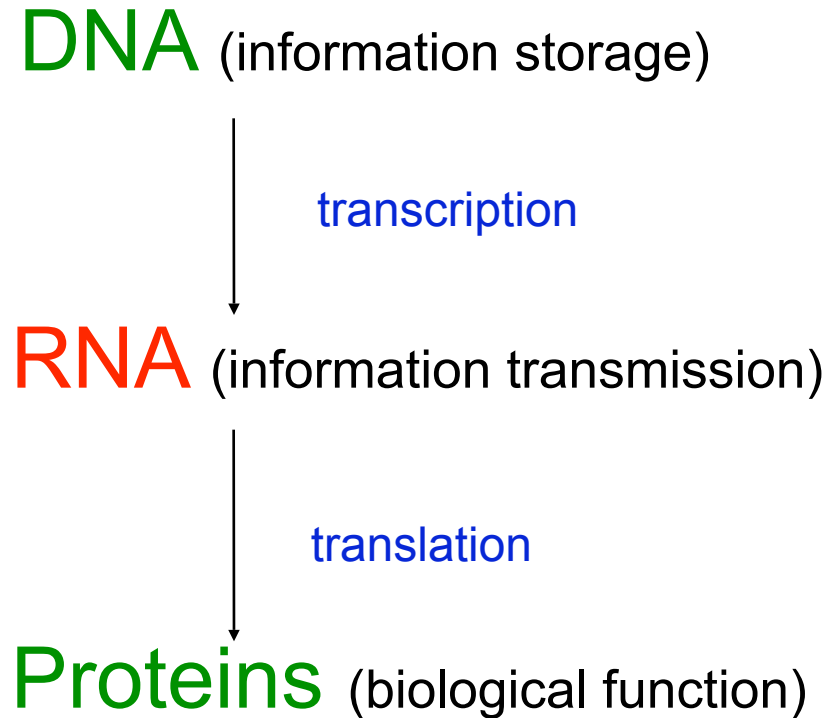 DNA (information storage)
transcription
RNA (information transmission)
translation
Proteins (biological function)